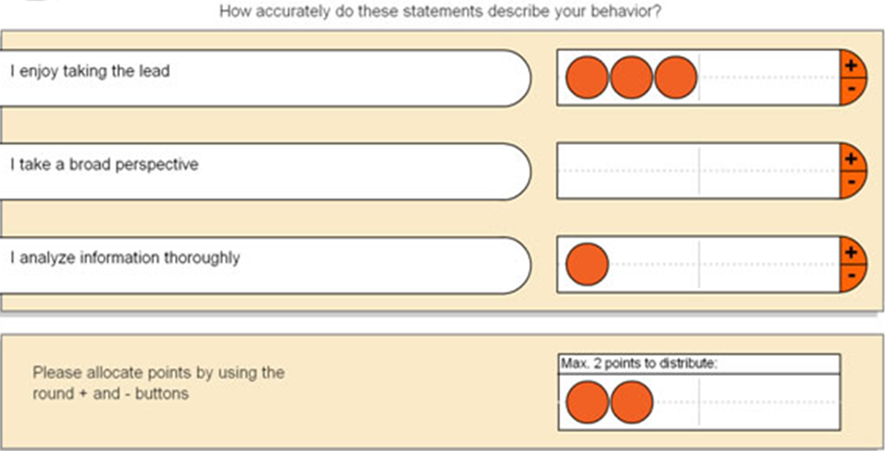 How accurately do these statements describe your behavior?
I enjoy taking the lead
+
-
I take a broad perspective
+
-
I analyze information thoroughly
+
-
Please allocate points by using the
round + and - buttons
Max. 2 points to distribute: